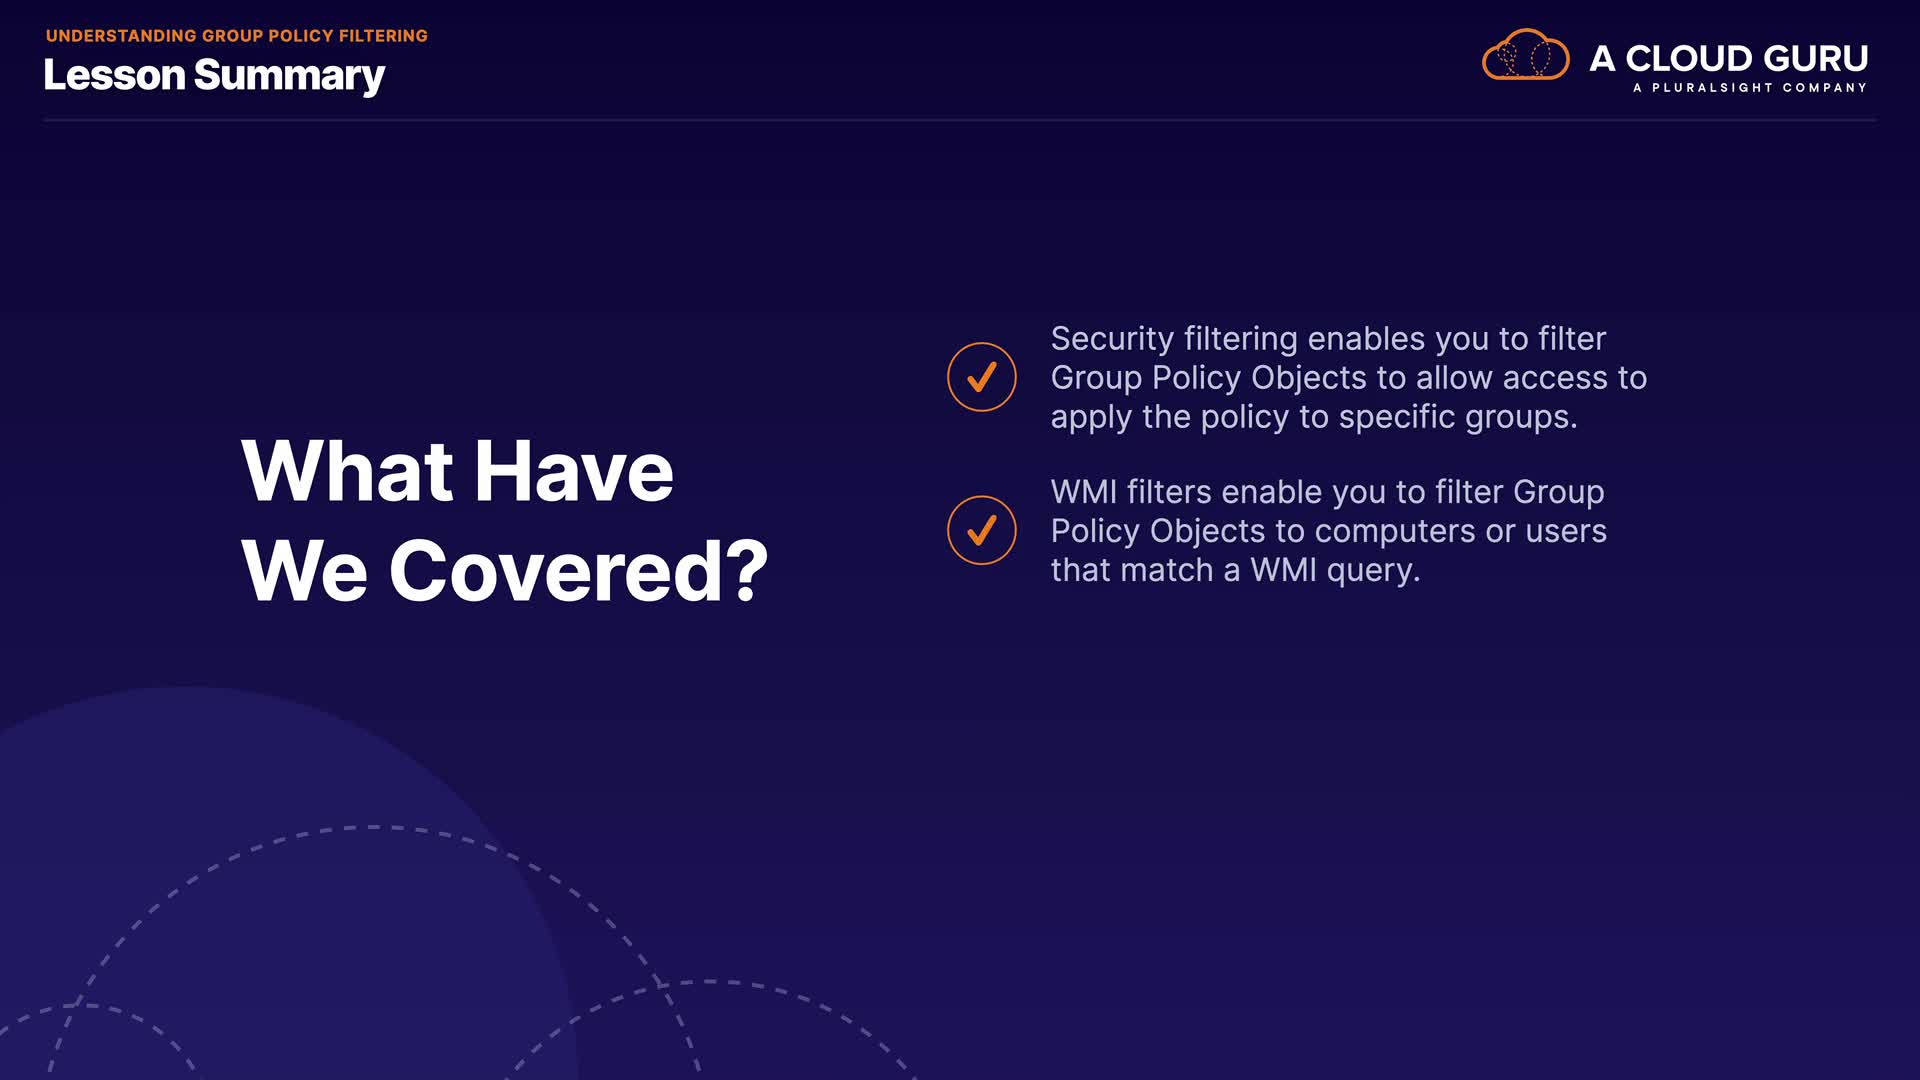 UNDERSTANDING GROUP POLICY FILTERING
Lesson Summary
A CLOUD GURU
A PLURALSIGHT COMPANY
What Have
We Covered?
Security filtering enables you to filter
Group Policy Objects to allow access to
apply the policy to specific groups.
WMI filters enable you to filter Group
Policy Objects to computers or users
that match a WMI query.